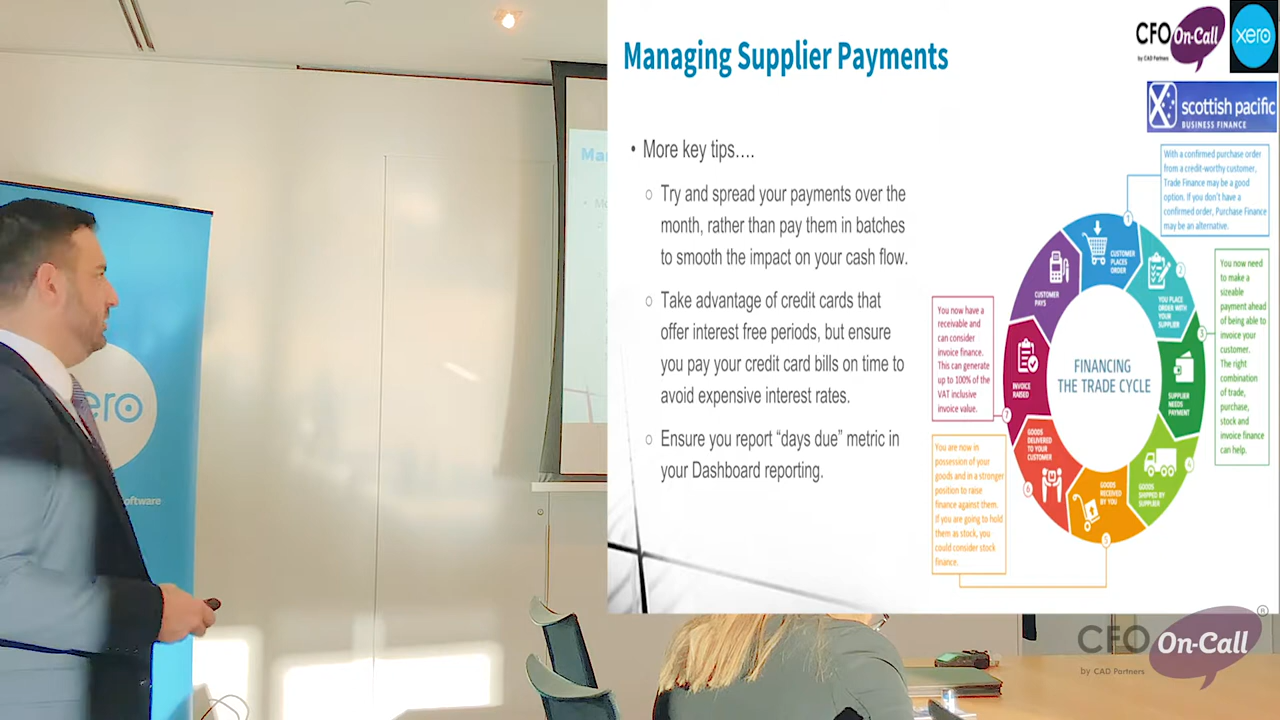 Managing Supplier Payments
CFO On-Call
by CAD Partners
xero
scottish pacific
BUSINESS FINANCE
• More key tips....
○ Try and spread your payments over the
month, rather than pay them in batches
to smooth the impact on your cash flow.
○ Take advantage of credit cards that
offer interest free periods, but ensure
you pay your credit card bills on time to
avoid expensive interest rates.
○ Ensure you report “days due” metric in
your Dashboard reporting.
With a confirmed purchase order
from a credit-worthy customer,
Trade Finance may be a good
option. If you don't have a
confirmed order, Purchase Finance
may be an alternative.
1
CUSTOMER
PLACES
ORDER
2
YOU PLACE
ORDER WITH
YOUR
SUPPLIER
You now need
to make a
sizeable
payment ahead
of being able to
invoice your
customer.
The right
combination
of trade,
purchase,
stock and
invoice finance
can help.
3
SUPPLIER
NEEDS
PAYMENT
4
GOODS
SHIPPED BY
SUPPLIER
5
GOODS
RECEIVED
BY YOU
You are now in
possession of your
goods and in a stronger
position to raise
finance against them.
If you are going to hold
them as stock, you
could consider stock
finance.
6
GOODS
DELIVERED
TO YOUR
CUSTOMER
7
INVOICE
RAISED
You now have a
receivable and
can consider
invoice finance.
This can generate
up to 100% of the
VAT inclusive
invoice value.
CUSTOMER
PAYS
FINANCING
THE TRADE CYCLE
Ma
ero
oftware
CFO On-Call ®
by CAD Partners